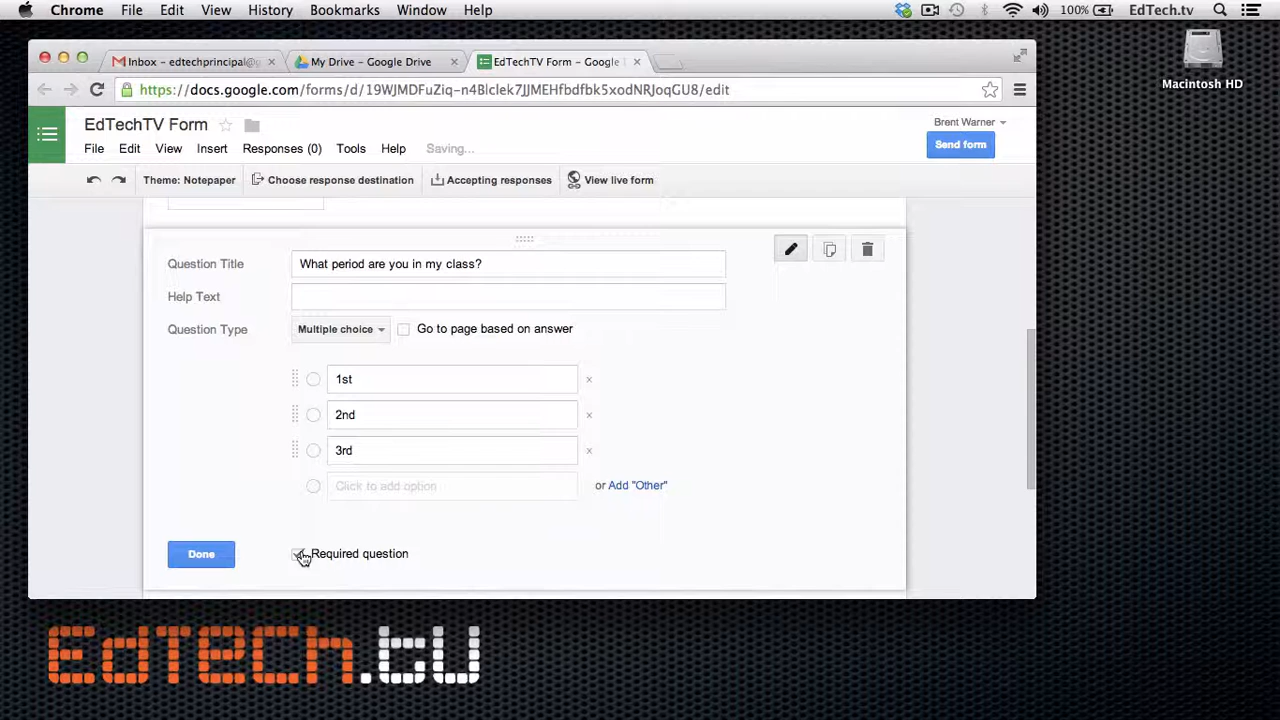 Chrome File Edit View History Bookmarks Window Help 100% EdTech.tv
Macintosh HD
Inbox – edtechprincipal@g My Drive – Google Drive EdTechTV Form – Google
https://docs.google.com/forms/d/19WJMDFuZiq-n4Blclek7JJMEHfbdfbk5xodNRJoqGU8/edit
EdTechTV Form
Brent Warner
File Edit View Insert Responses (0) Tools Help Saving...
Send form
Theme: Notepaper Choose response destination Accepting responses View live form
Question Title What period are you in my class?
Help Text
Question Type Multiple choice Go to page based on answer
1st
2nd
3rd
Click to add option or Add "Other"
Done Required question
EdTech.tv